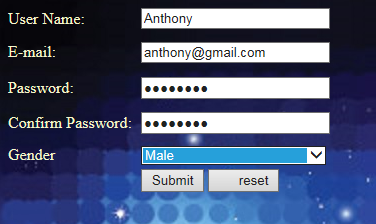 User Name: Anthony
E-mail: anthony@gmail.com
Password: ●●●●●●●●
Confirm Password: ●●●●●●●●
Gender Male
Submit reset